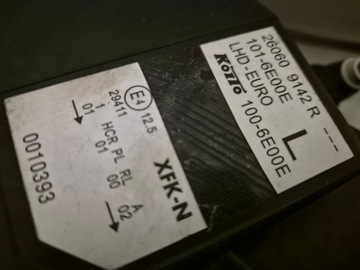 26060 9142 R ---
101-6E00E
LHD-EURO
KOITO 100-6E00E
L
E4 12.5
29411
1 HCR PL RL A
01 01 00 02
XFK-N
0010393